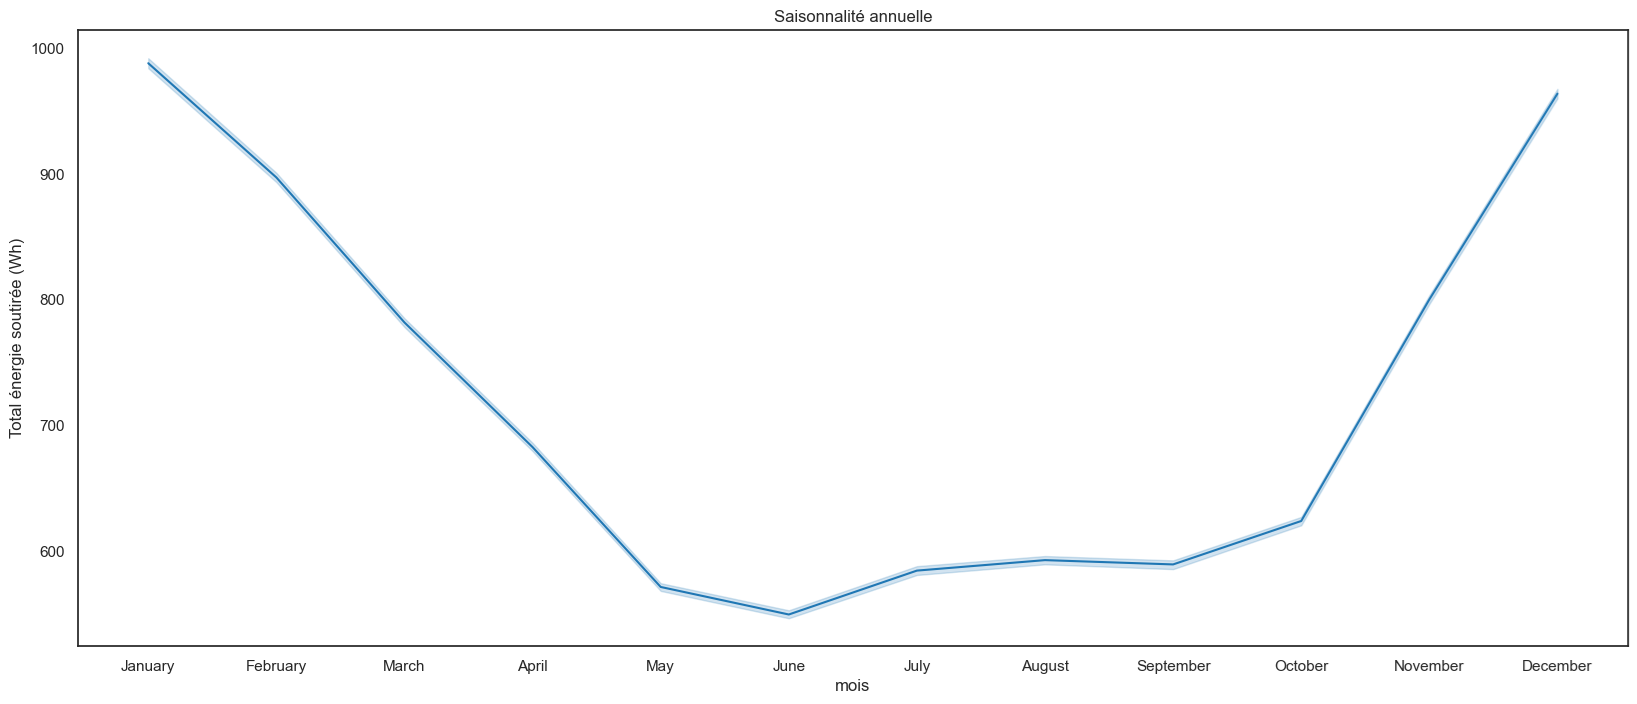 Saisonnalité annuelle
Total énergie soutirée (Wh)
1000
900
800
700
600
January February March April May June July August September October November December
mois